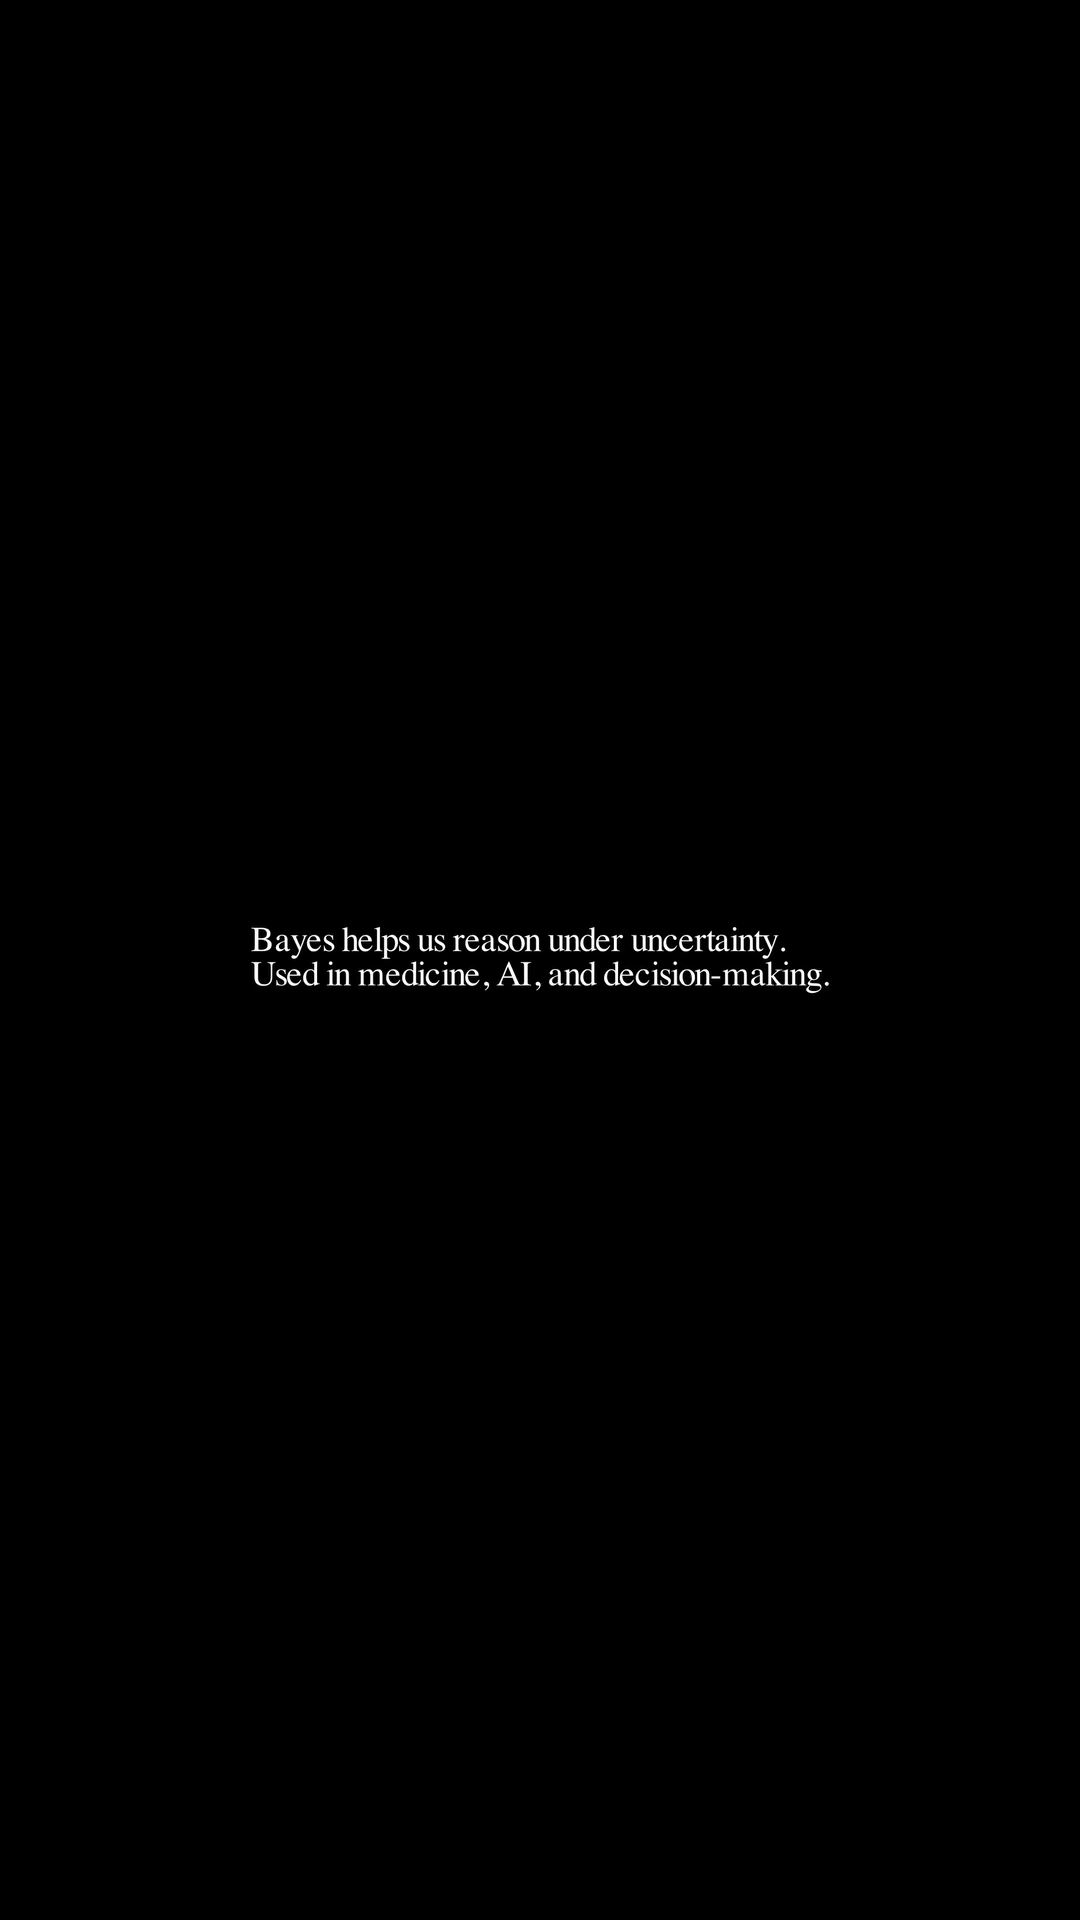 Bayes helps us reason under uncertainty.
Used in medicine, AI, and decision-making.